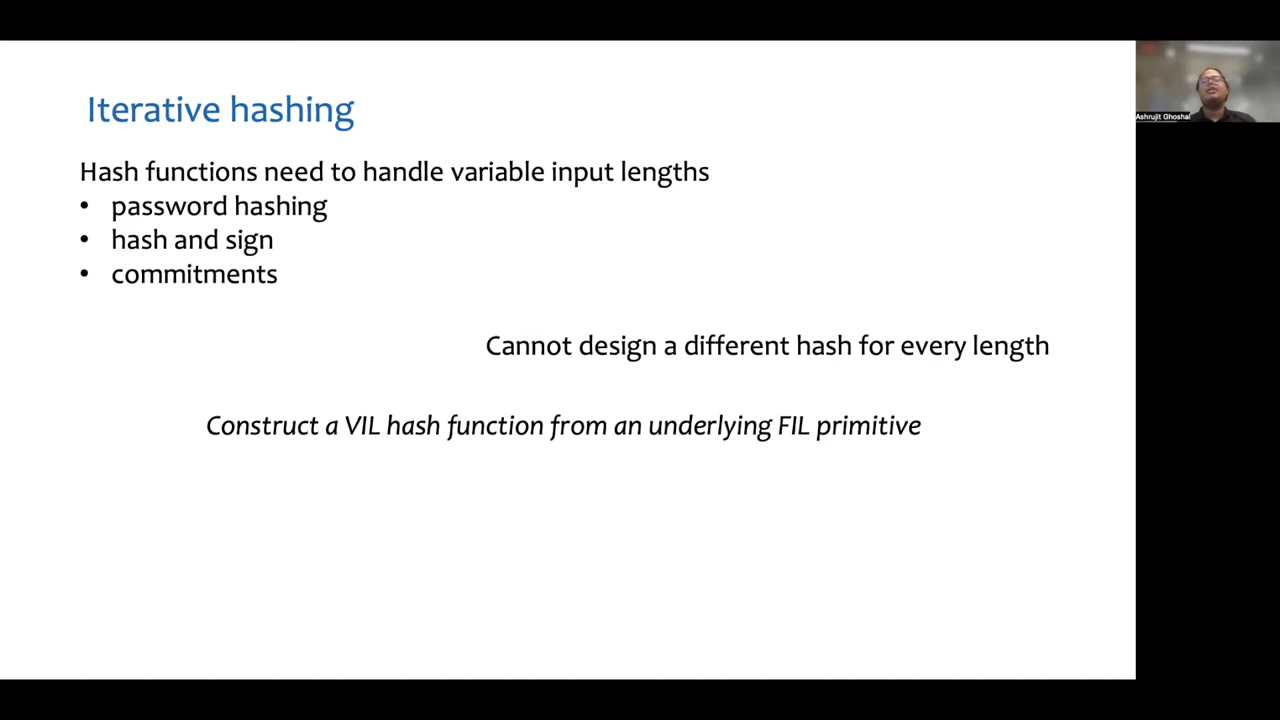 Iterative hashing
Hash functions need to handle variable input lengths
• password hashing
• hash and sign
• commitments
Cannot design a different hash for every length
Construct a VIL hash function from an underlying FIL primitive
Ashrujit Ghoshal